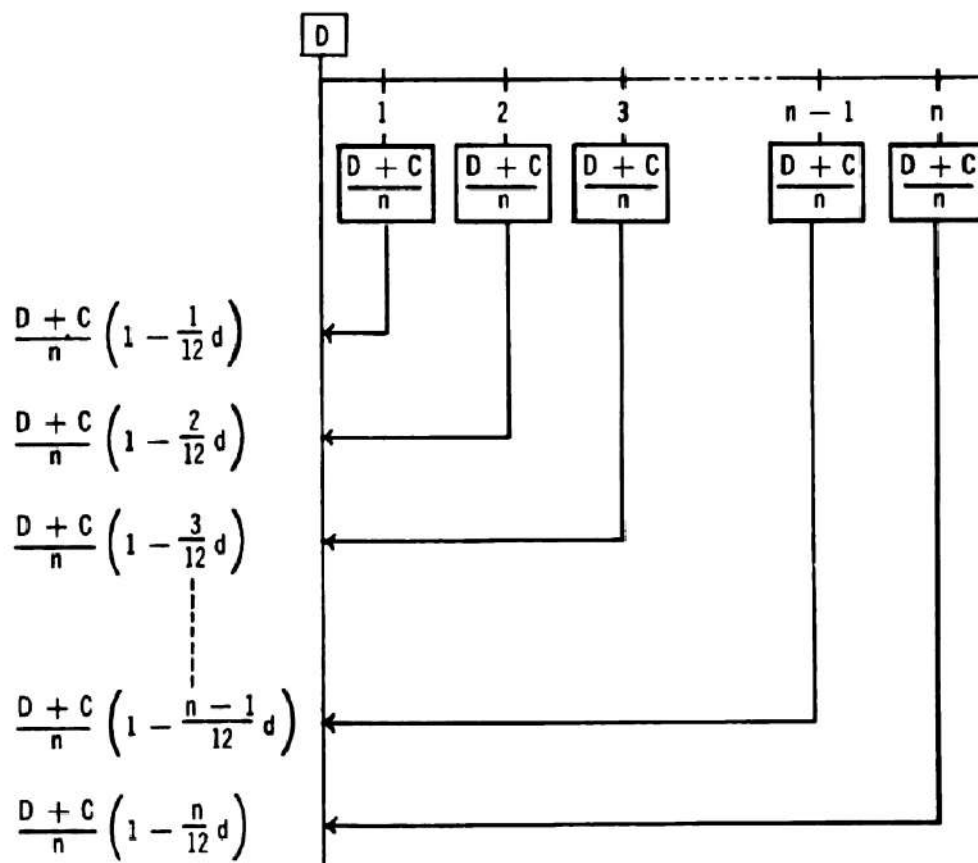 D
1 2 3 n − 1 n
D + C / n D + C / n D + C / n D + C / n D + C / n
D + C / n (1 − 1/12 d)
D + C / n (1 − 2/12 d)
D + C / n (1 − 3/12 d)
D + C / n (1 − n − 1/12 d)
D + C / n (1 − n/12 d)